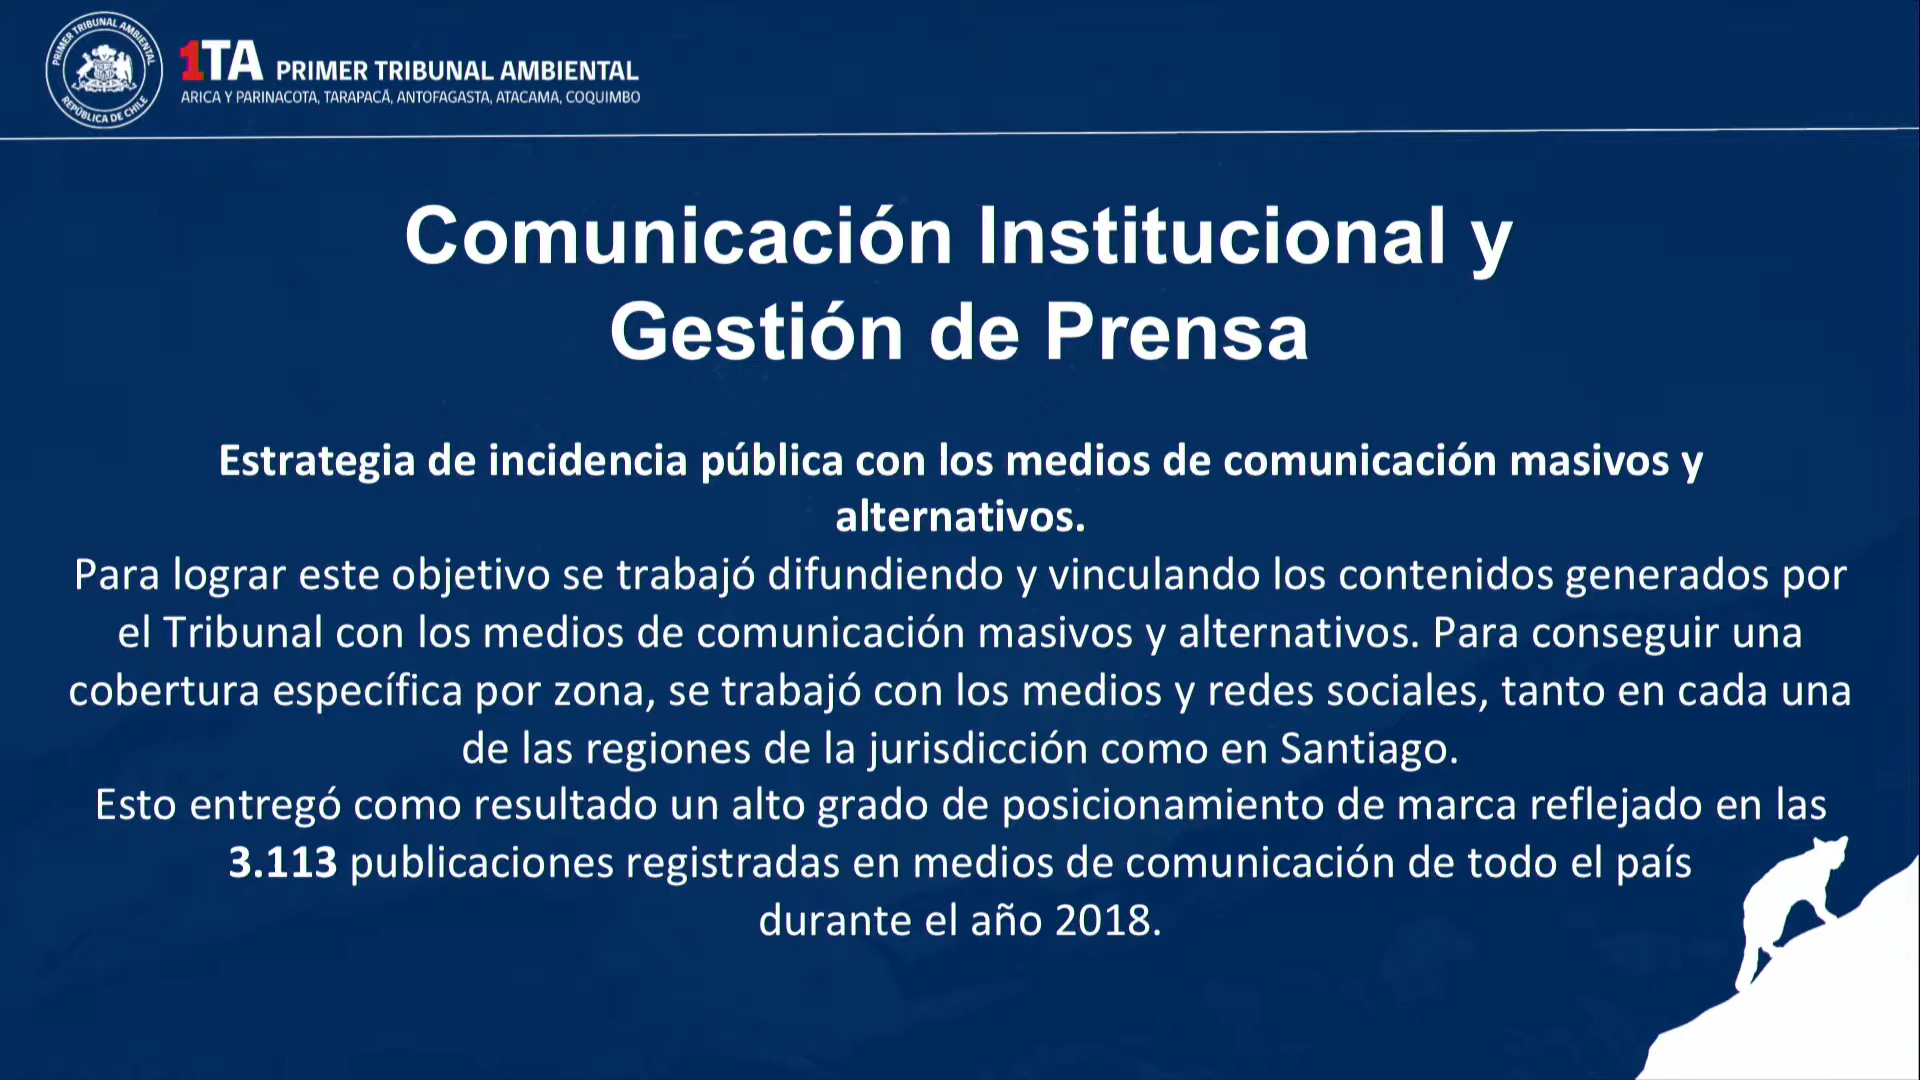 PRIMER TRIBUNAL AMBIENTAL
REPÚBLICA DE CHILE
1TA PRIMER TRIBUNAL AMBIENTAL
ARICA Y PARINACOTA, TARAPACÁ, ANTOFAGASTA, ATACAMA, COQUIMBO
Comunicación Institucional y
Gestión de Prensa
Estrategia de incidencia pública con los medios de comunicación masivos y
alternativos.
Para lograr este objetivo se trabajó difundiendo y vinculando los contenidos generados por
el Tribunal con los medios de comunicación masivos y alternativos. Para conseguir una
cobertura específica por zona, se trabajó con los medios y redes sociales, tanto en cada una
de las regiones de la jurisdicción como en Santiago.
Esto entregó como resultado un alto grado de posicionamiento de marca reflejado en las
3.113 publicaciones registradas en medios de comunicación de todo el país
durante el año 2018.